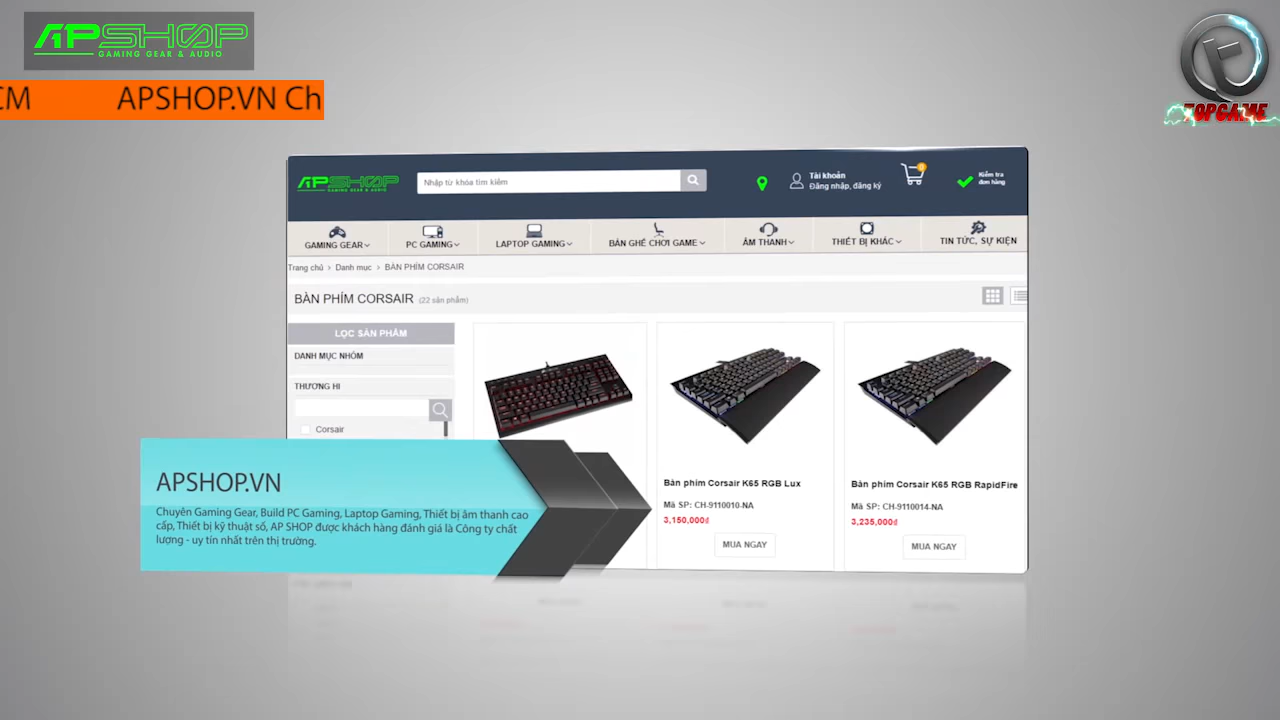 APSHOP
GAMING GEAR & AUDIO
CM APSHOP.VN Ch
TOPGAME
APSHOP
GAMING GEAR & AUDIO
Nhập từ khóa tìm kiếm
Tài khoản
Đăng nhập, đăng ký
0
Kiểm tra
đơn hàng
GAMING GEAR
PC GAMING
LAPTOP GAMING
BÀN GHẾ CHƠI GAME
ÂM THANH
THIẾT BỊ KHÁC
TIN TỨC, SỰ KIỆN
Trang chủ › Danh mục › BÀN PHÍM CORSAIR
BÀN PHÍM CORSAIR (22 sản phẩm)
LỌC SẢN PHẨM
DANH MỤC NHÓM
THƯƠNG HI
Corsair
Bàn phím Corsair K65 RGB Lux
Mã SP: CH-9110010-NA
3,150,000₫
MUA NGAY
Bàn phím Corsair K65 RGB RapidFire
Mã SP: CH-9110014-NA
3,235,000₫
MUA NGAY
APSHOP.VN
Chuyên Gaming Gear, Build PC Gaming, Laptop Gaming, Thiết bị âm thanh cao
cấp, Thiết bị kỹ thuật số, AP SHOP được khách hàng đánh giá là Công ty chất
lượng - uy tín nhất trên thị trường.